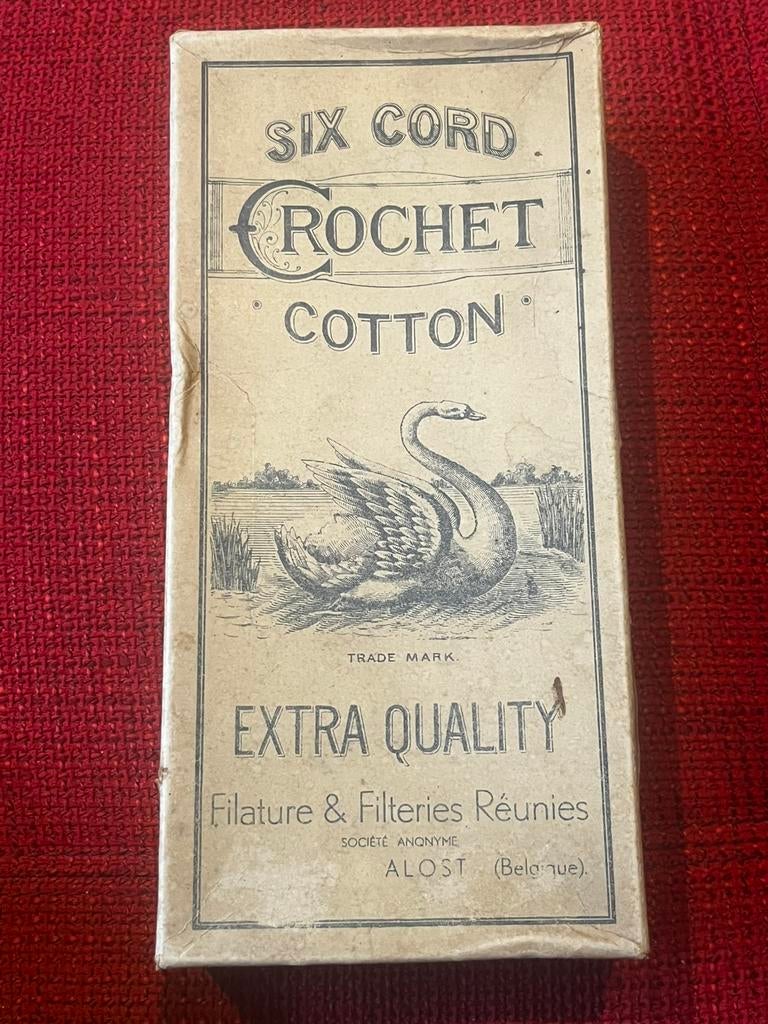 SIX CORD
CROCHET
COTTON
TRADE MARK.
EXTRA QUALITY
Filature & Filteries Réunies
SOCIÉTÉ ANONYME
ALOST (Belgique).